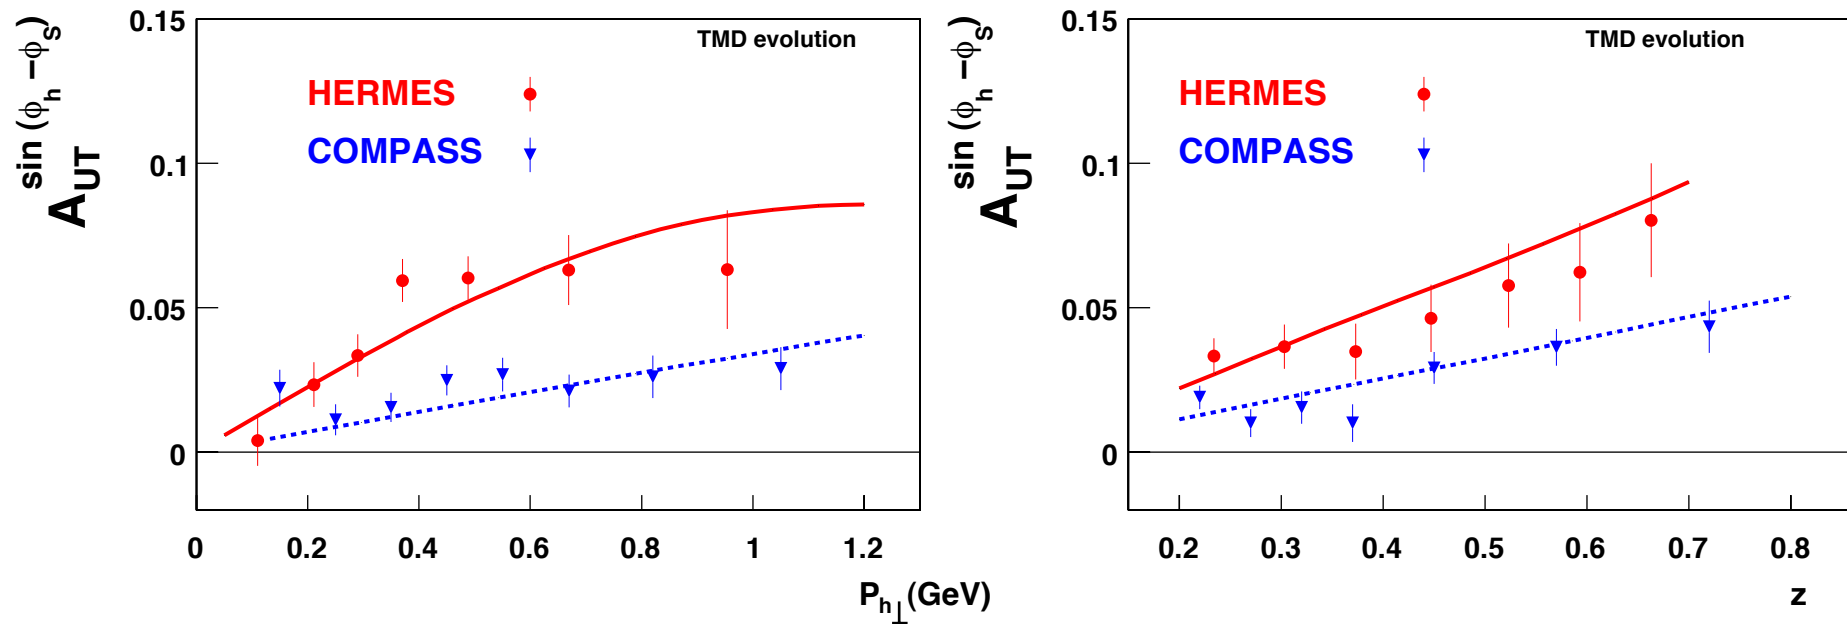 0.15
TMD evolution
HERMES
COMPASS
0.1
0.05
0
A_UT^sin (ϕ_h −ϕ_S)
0 0.2 0.4 0.6 0.8 1 1.2
P_h⊥(GeV)
0.15
TMD evolution
HERMES
COMPASS
0.1
0.05
0
A_UT^sin (ϕ_h −ϕ_S)
0.2 0.3 0.4 0.5 0.6 0.7 0.8
z